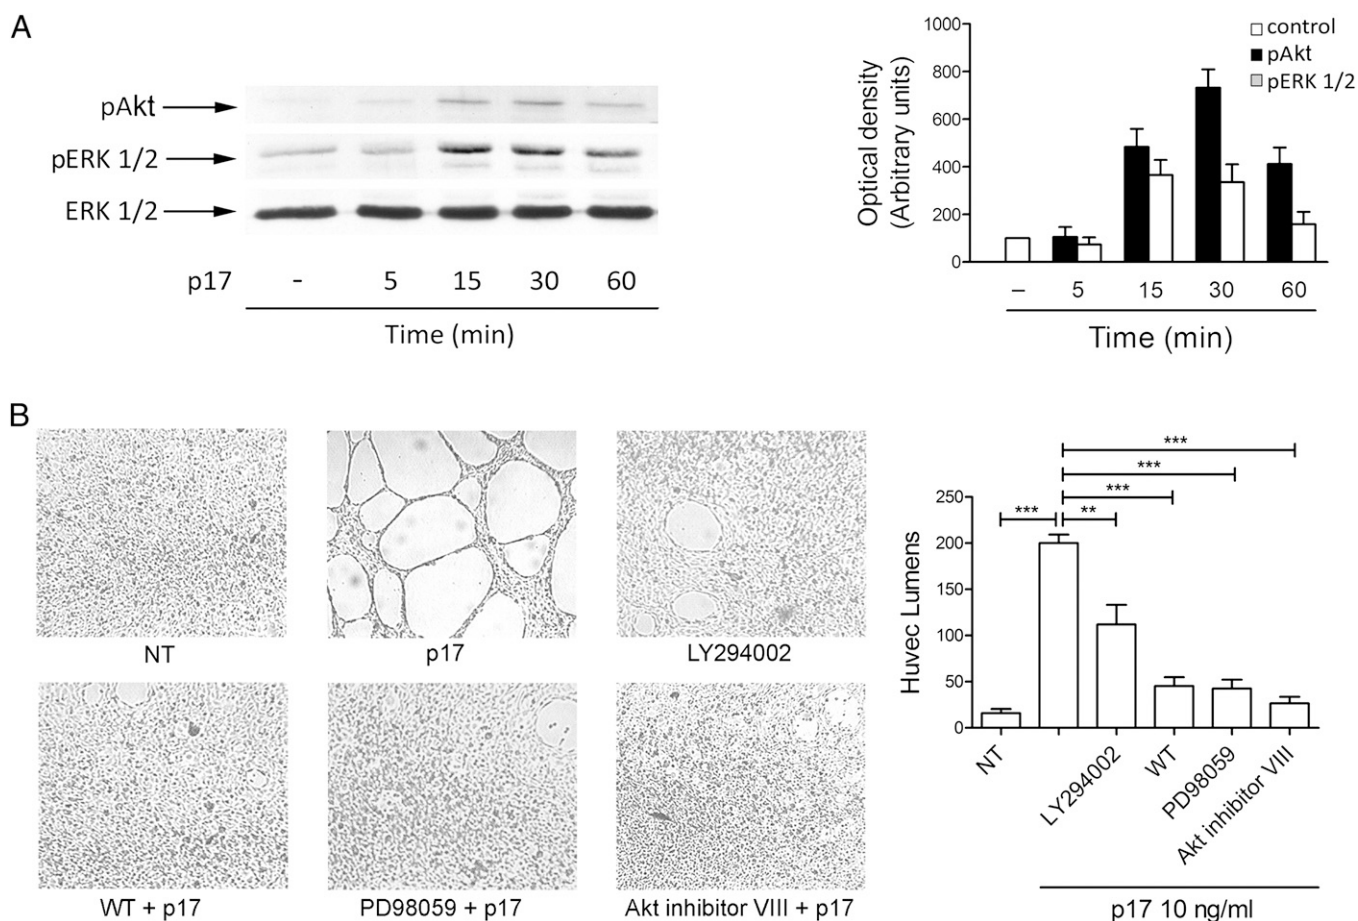 A
pAkt
pERK 1/2
ERK 1/2
p17 - 5 15 30 60
Time (min)
Optical density
(Arbitrary units)
1000
800
600
400
200
0
control
pAkt
pERK 1/2
– 5 15 30 60
Time (min)
B
NT p17 LY294002
WT + p17 PD98059 + p17 Akt inhibitor VIII + p17
Huvec Lumens
250
200
150
100
50
0
***
***
***
*** **
NT
LY294002
WT
PD98059
Akt inhibitor VIII
p17 10 ng/ml